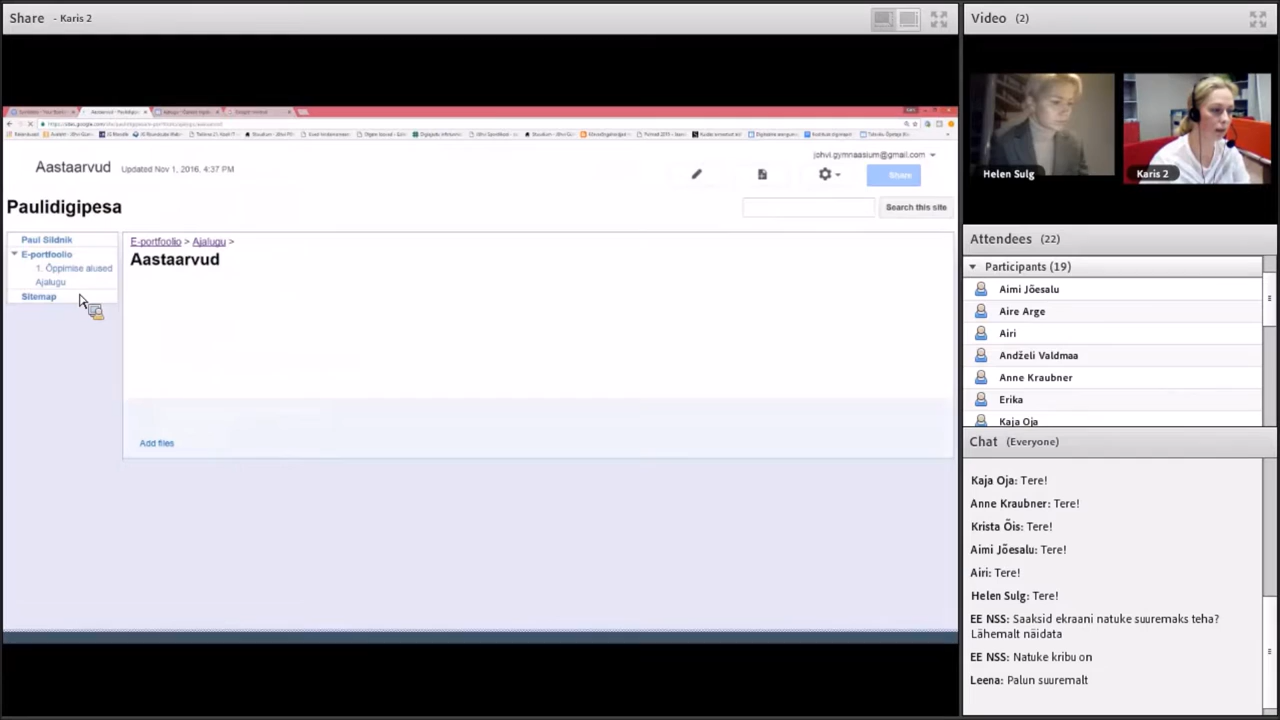 Share - Karis 2
Aastaarvud Updated Nov 1, 2016, 4:37 PM
johvi.gymnaasium@gmail.com
Share
Paulidigipesa
Search this site
Paul Sildnik
E-portfoolio
1. Õppimise alused
Ajalugu
Sitemap
E-portfoolio > Ajalugu >
Aastaarvud
Add files
Video (2)
Helen Sulg
Karis 2
Attendees (22)
Participants (19)
Aimi Jõesalu
Aire Arge
Airi
Andželi Valdmaa
Anne Kraubner
Erika
Kaja Oja
Chat (Everyone)
Kaja Oja: Tere!
Anne Kraubner: Tere!
Krista Õis: Tere!
Aimi Jõesalu: Tere!
Airi: Tere!
Helen Sulg: Tere!
EE NSS: Saaksid ekraani natuke suuremaks teha?
Lähemalt näidata
EE NSS: Natuke kribu on
Leena: Palun suuremalt